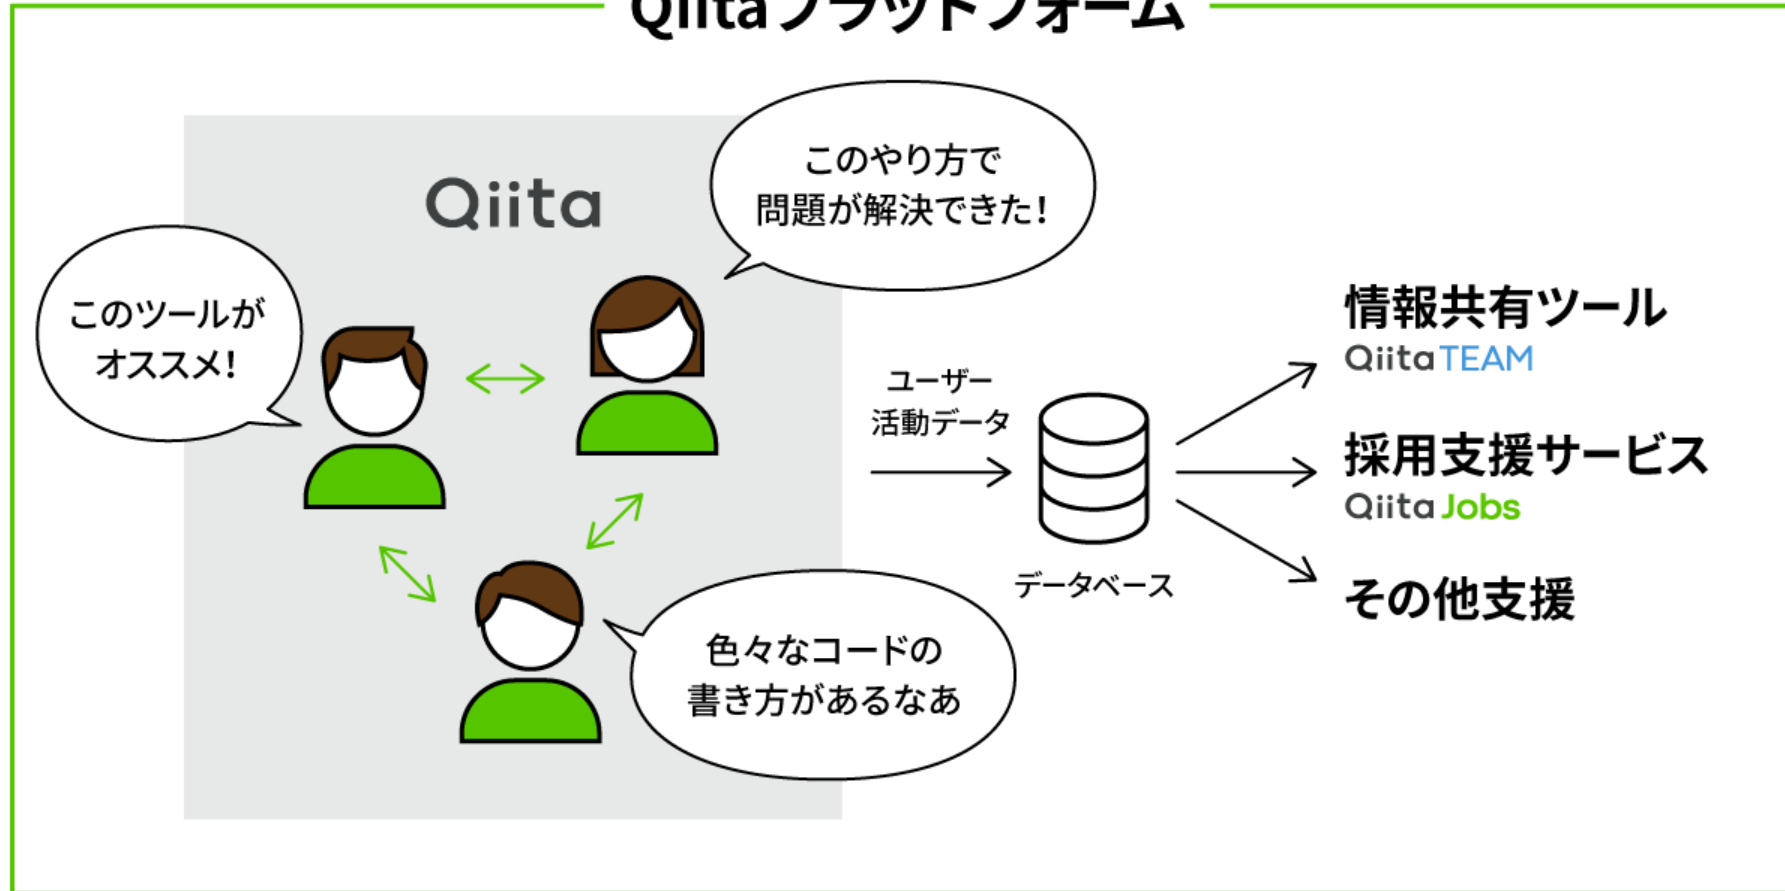 Qiitaプラットフォーム
Qiita
このやり方で
問題が解決できた！
このツールが
オススメ！
色々なコードの
書き方があるなあ
ユーザー
活動データ
データベース
情報共有ツール
Qiita TEAM
採用支援サービス
Qiita Jobs
その他支援